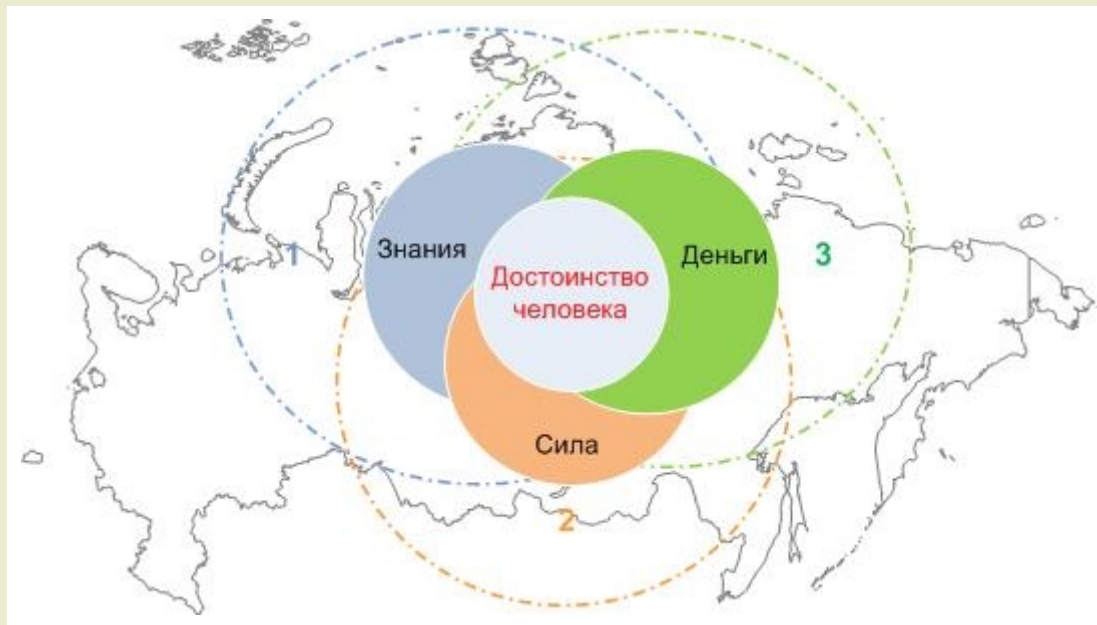 Знания
Деньги
Достоинство
человека
Сила
1
3
2